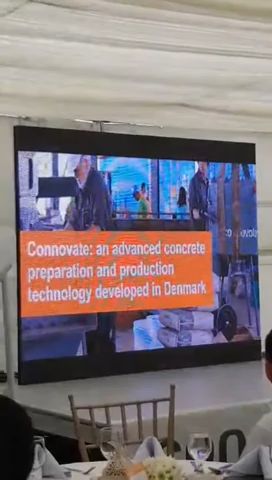 Connovate: an advanced concrete
preparation and production
technology developed in Denmark